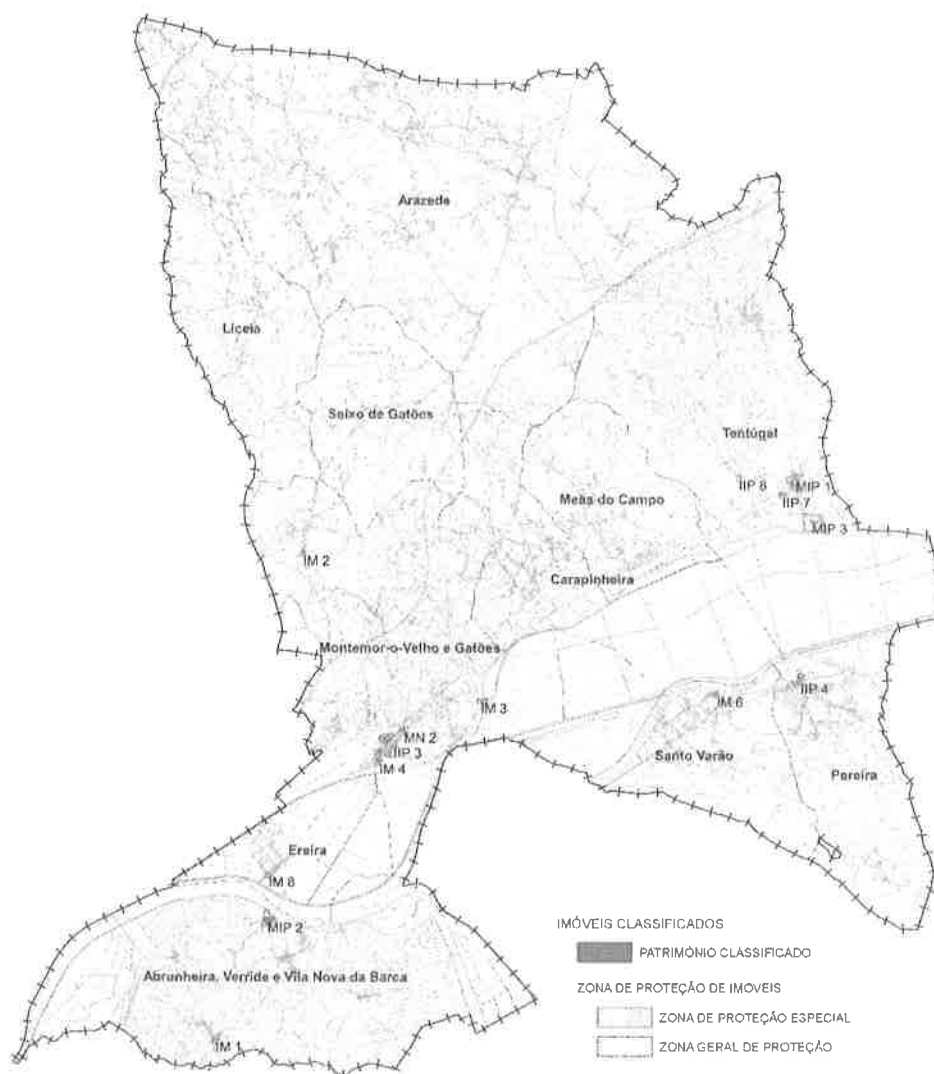 Arazede
Liceia
Seixo de Gatões
Tentúgal
IIP 8
MIP 1
IIP 7
Meãs do Campo
MIP 3
IM 2
Carapinheira
Montemor-o-Velho e Gatões
IIP 4
IM 3
IM 6
MN 2
IIP 3
Santo Varão
IM 4
Pereira
Ereira
IM 8
MIP 2
IMÓVEIS CLASSIFICADOS
PATRIMÓNIO CLASSIFICADO
Abrunheira, Verride e Vila Nova da Barca
ZONA DE PROTEÇÃO DE IMOVEIS
ZONA DE PROTEÇÃO ESPECIAL
IM 1
ZONA GERAL DE PROTEÇÃO